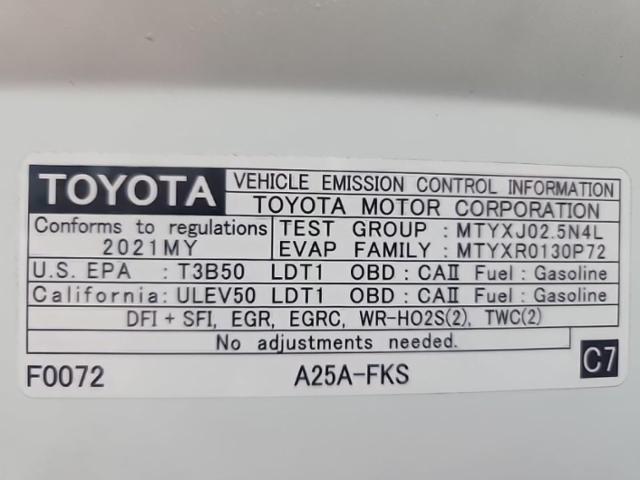 TOYOTA VEHICLE EMISSION CONTROL INFORMATION
TOYOTA MOTOR CORPORATION
Conforms to regulations TEST GROUP : MTYXJ02.5N4L
2021MY EVAP FAMILY : MTYXR0130P72
U.S. EPA : T3B50 LDT1 OBD : CAII Fuel : Gasoline
California: ULEV50 LDT1 OBD : CAII Fuel : Gasoline
DFI + SFI, EGR, EGRC, WR-HO2S(2), TWC(2)
No adjustments needed.
F0072 A25A-FKS C7